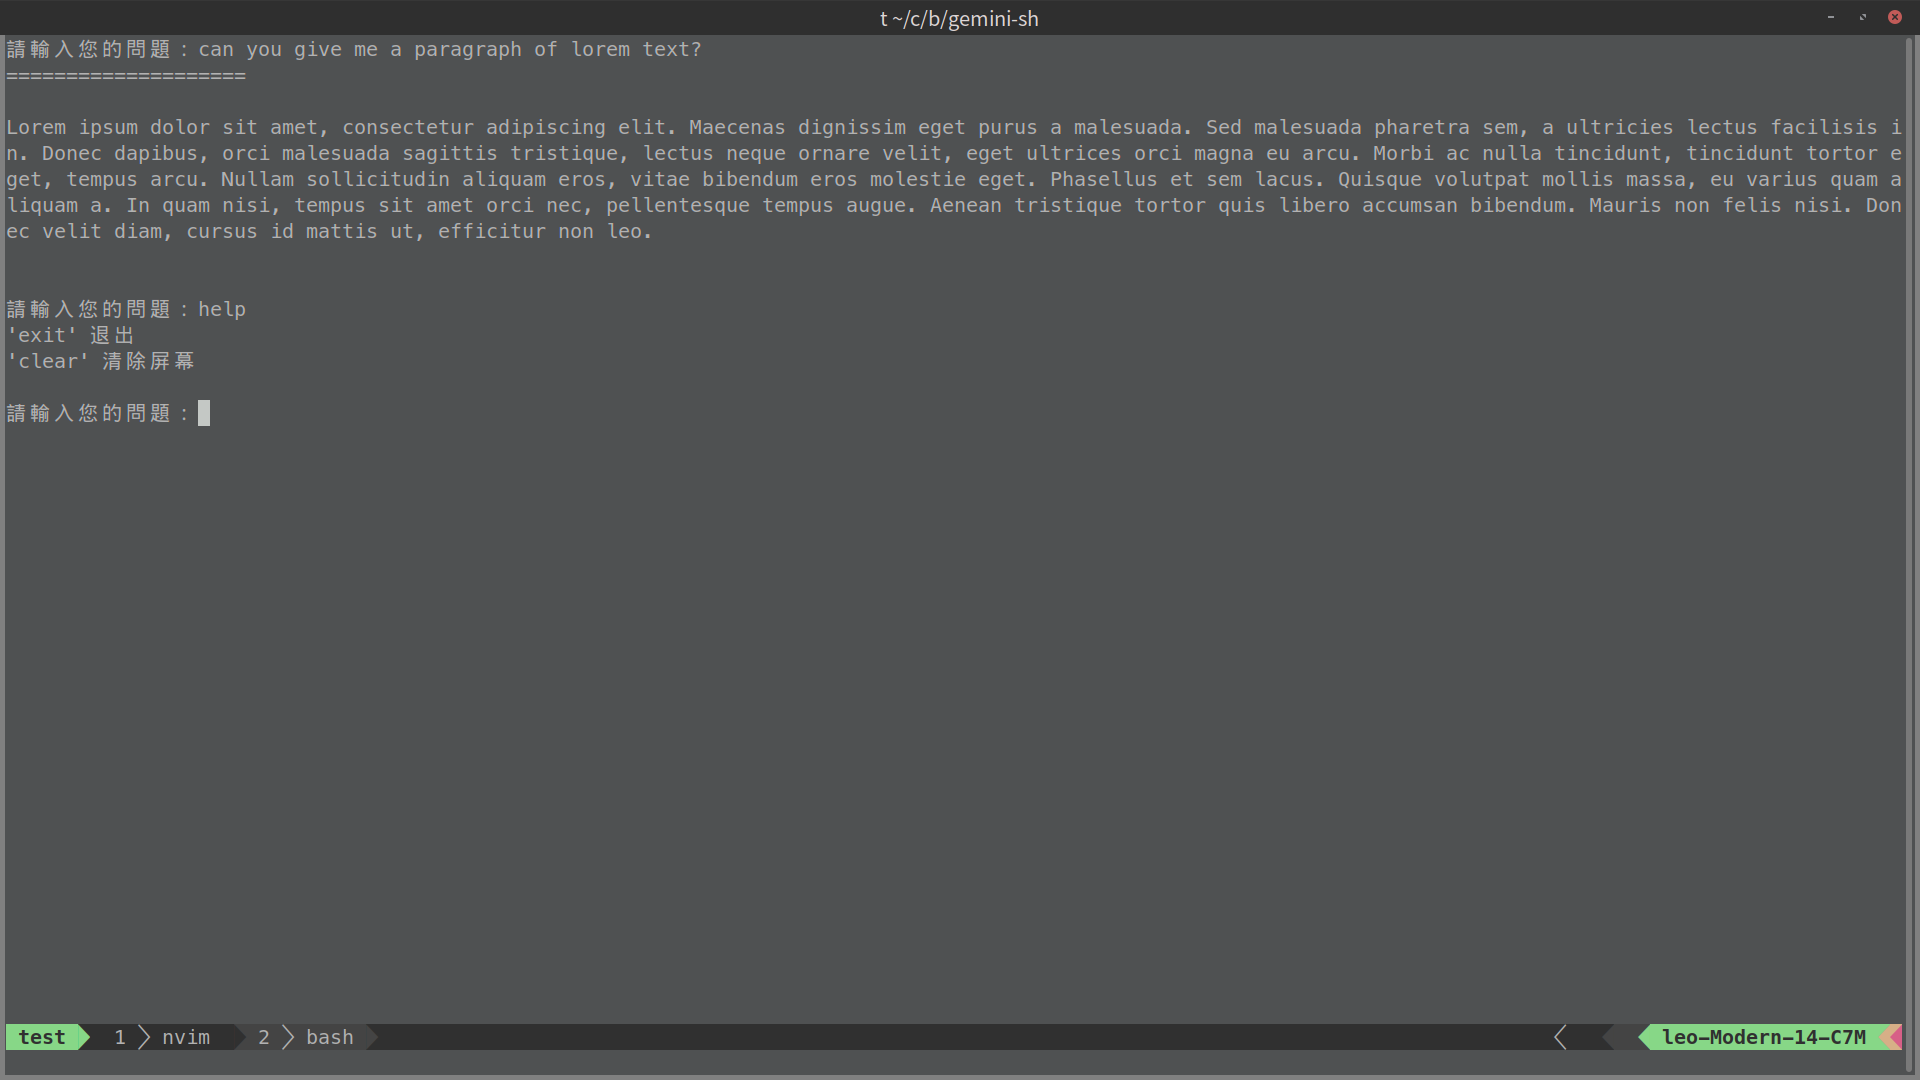 t ~/c/b/gemini-sh
請輸入您的問題：can you give me a paragraph of lorem text?
====================
Lorem ipsum dolor sit amet, consectetur adipiscing elit. Maecenas dignissim eget purus a malesuada. Sed malesuada pharetra sem, a ultricies lectus facilisis i
n. Donec dapibus, orci malesuada sagittis tristique, lectus neque ornare velit, eget ultrices orci magna eu arcu. Morbi ac nulla tincidunt, tincidunt tortor e
get, tempus arcu. Nullam sollicitudin aliquam eros, vitae bibendum eros molestie eget. Phasellus et sem lacus. Quisque volutpat mollis massa, eu varius quam a
liquam a. In quam nisi, tempus sit amet orci nec, pellentesque tempus augue. Aenean tristique tortor quis libero accumsan bibendum. Mauris non felis nisi. Don
ec velit diam, cursus id mattis ut, efficitur non leo.
請輸入您的問題：help
'exit' 退出
'clear' 清除屏幕
請輸入您的問題：
test 1 nvim 2 bash leo-Modern-14-C7M